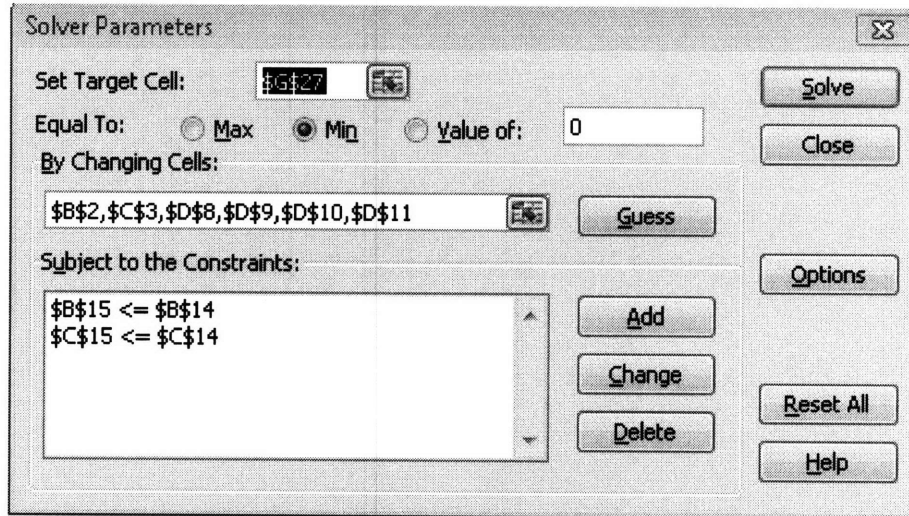 Solver Parameters
Set Target Cell: $G$27 Solve
Equal To: Max Min Value of: 0 Close
By Changing Cells:
$B$2,$C$3,$D$8,$D$9,$D$10,$D$11 Guess
Subject to the Constraints: Options
$B$15 <= $B$14 Add
$C$15 <= $C$14
Change
Reset All
Delete
Help